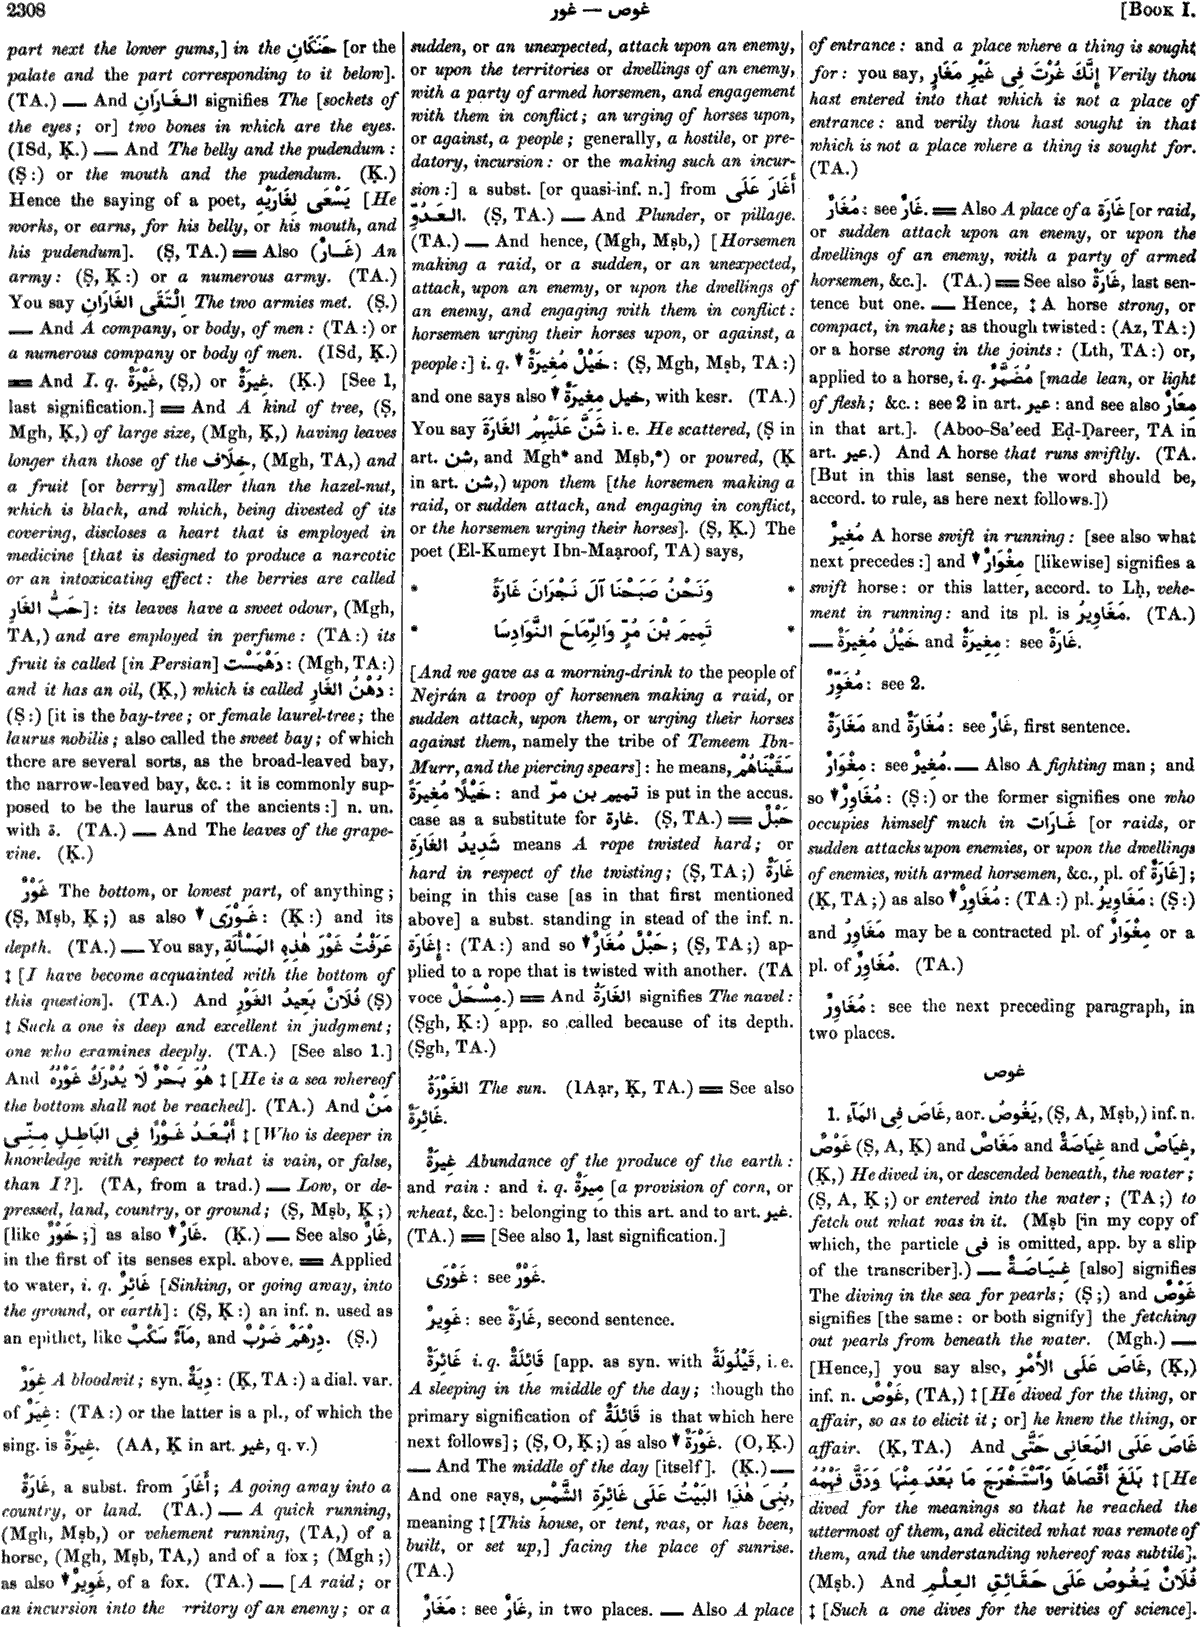 2308
غوص — غور
[Book I.
part next the lower gums,] in the حَنَكَانِ [or the
palate and the part corresponding to it below].
(TA.) — And الغَارَانِ signifies The [sockets of
the eyes; or] two bones in which are the eyes.
(ISd, Ḳ.) — And The belly and the pudendum:
(Ṣ:) or the mouth and the pudendum. (Ḳ.)
Hence the saying of a poet, يَسْعَى لِغَارَيْهِ [He
works, or earns, for his belly, or his mouth, and
his pudendum]. (Ṣ, TA.) = Also (غَارٌ) An
army: (Ṣ, Ḳ:) or a numerous army. (TA.)
You say الْتَقَى الغَارَانِ The two armies met. (Ṣ.)
— And A company, or body, of men: (TA:) or
a numerous company or body of men. (ISd, Ḳ.)
= And I. q. غَيْرَةٌ, (Ṣ,) or غِيرَةٌ. (Ḳ.) [See 1,
last signification.] = And A kind of tree, (Ṣ,
Mgh, Ḳ,) of large size, (Mgh, Ḳ,) having leaves
longer than those of the خِلَاف, (Mgh, TA,) and
a fruit [or berry] smaller than the hazel-nut,
which is black, and which, being divested of its
covering, discloses a heart that is employed in
medicine [that is designed to produce a narcotic
or an intoxicating effect: the berries are called
حَبُّ الغَارِ]: its leaves have a sweet odour, (Mgh,
TA,) and are employed in perfume: (TA:) its
fruit is called [in Persian] دَهْمَسْت: (Mgh, TA:)
and it has an oil, (Ḳ,) which is called دُهْنُ الغَارِ:
(Ṣ:) [it is the bay-tree; or female laurel-tree; the
laurus nobilis; also called the sweet bay; of which
there are several sorts, as the broad-leaved bay,
the narrow-leaved bay, &c.: it is commonly sup-
posed to be the laurus of the ancients:] n. un.
with ة. (TA.) — And The leaves of the grape-
vine. (Ḳ.)
غَوْرٌ The bottom, or lowest part, of anything;
(Ṣ, Mṣb, Ḳ;) as also ▼ غَوْرَى: (Ḳ:) and its
depth. (TA.) — You say, عَرَفْتُ غَوْرَ هٰذِهِ المَسْأَلَةِ
‡ [I have become acquainted with the bottom of
this question]. (TA.) And فُلَانٌ بَعِيدُ الغَوْرِ (Ṣ)
‡ Such a one is deep and excellent in judgment;
one who examines deeply. (TA.) [See also 1.]
And هُوَ بَحْرٌ لَا يُدْرَكُ غَوْرُهُ ‡ [He is a sea whereof
the bottom shall not be reached]. (TA.) And مَنْ
أَبْعَدُ غَوْرًا فِى البَاطِلِ مِنِّى ‡ [Who is deeper in
knowledge with respect to what is vain, or false,
than I?]. (TA, from a trad.) — Low, or de-
pressed, land, country, or ground; (Ṣ, Mṣb, Ḳ;)
[like خَوْرٌ;] as also ▼ غَارٌ. (Ḳ.) — See also غَارٌ,
in the first of its senses expl. above. = Applied
to water, i. q. غَائِرٌ [Sinking, or going away, into
the ground, or earth]: (Ṣ, Ḳ:) an inf. n. used as
an epithet, like مَآءٌ سَكْبٌ, and دِرْهَمٌ ضَرْبٌ. (Ṣ.)
غِوَرٌ A bloodwit; syn. دِيَةٌ: (Ḳ, TA:) a dial. var.
of غِيَرٌ: (TA:) or the latter is a pl., of which the
sing. is غِيرَةٌ. (AA, Ḳ in art. غير, q. v.)
غَارَةٌ, a subst. from أَغَارَ; A going away into a
country, or land. (TA.) — A quick running,
(Mgh, Mṣb,) or vehement running, (TA,) of a
horse, (Mgh, Mṣb, TA,) and of a fox; (Mgh;)
as also ▼ غَوِيرٌ, of a fox. (TA.) — [A raid; or
an incursion into the rritory of an enemy; or a
sudden, or an unexpected, attack upon an enemy,
or upon the territories or dwellings of an enemy,
with a party of armed horsemen, and engagement
with them in conflict; an urging of horses upon,
or against, a people; generally, a hostile, or pre-
datory, incursion: or the making such an incur-
sion:] a subst. [or quasi-inf. n.] from أَغَارَ عَلَى
العَدُوِّ. (Ṣ, TA.) — And Plunder, or pillage.
(TA.) — And hence, (Mgh, Mṣb,) [Horsemen
making a raid, or a sudden, or an unexpected,
attack, upon an enemy, or upon the dwellings of
an enemy, and engaging with them in conflict:
horsemen urging their horses upon, or against, a
people:] i. q. ▼ خَيْلٌ مُغِيرَةٌ: (Ṣ, Mgh, Mṣb, TA:)
and one says also ▼ خيل مِغِيرَةٌ, with kesr. (TA.)
You say شَنَّ عَلَيْهِمُ الغَارَةَ i. e. He scattered, (Ṣ in
art. شن, and Mgh* and Mṣb,*) or poured, (Ḳ
in art. شن,) upon them [the horsemen making a
raid, or sudden attack, and engaging in conflict,
or the horsemen urging their horses]. (Ṣ, Ḳ.) The
poet (El-Kumeyt Ibn-Maạroof, TA) says,
* وَنَحْنُ صَبَحْنَا آلَ نَجْرَانَ غَارَةً *
* تَمِيمَ بْنَ مُرٍّ وَالرِّمَاحَ النَّوَادِسَا *
[And we gave as a morning-drink to the people of
Nejrán a troop of horsemen making a raid, or
sudden attack, upon them, or urging their horses
against them, namely the tribe of Temeem Ibn-
Murr, and the piercing spears]: he means, سَقَيْنَاهُمْ
خَيْلًا مُغِيرَةً: and تميم بن مرّ is put in the accus.
case as a substitute for غارة. (Ṣ, TA.) = حَبْلٌ
شَدِيدُ الغَارَةِ means A rope twisted hard; or
hard in respect of the twisting; (Ṣ, TA;) غَارَةٌ
being in this case [as in that first mentioned
above] a subst. standing in stead of the inf. n.
إِغَارَةٌ: (TA:) and so ▼ حَبْلٌ مُغَارٌ; (Ṣ, TA;) ap-
plied to a rope that is twisted with another. (TA
voce مِسْحَلٌ.) = And الغَارَةُ signifies The navel:
(Ṣgh, Ḳ:) app. so called because of its depth.
(Ṣgh, TA.)
الغَوْرَةُ The sun. (IAạr, Ḳ, TA.) = See also
غَائِرَةٌ.
غِيرَةٌ Abundance of the produce of the earth:
and rain: and i. q. مِيرَةٌ [a provision of corn, or
wheat, &c.]: belonging to this art. and to art. غير.
(TA.) = [See also 1, last signification.]
غَوْرَى: see غَوْرٌ.
غَوِيرٌ: see غَارَةٌ, second sentence.
غَائِرَةٌ i. q. قَائِلَةٌ [app. as syn. with قَيْلُولَةٌ, i. e.
A sleeping in the middle of the day; though the
primary signification of قَائِلَةٌ is that which here
next follows]; (Ṣ, O, Ḳ;) as also ▼ غَوْرَةٌ. (O, Ḳ.)
— And The middle of the day [itself]. (Ḳ.) —
And one says, بُنِىَ هٰذَا البَيْتُ عَلَى غَائِرَةِ الشَّمْسِ,
meaning ‡ [This house, or tent, was, or has been,
built, or set up,] facing the place of sunrise.
(TA.)
مَغَارٌ: see غَارٌ, in two places. — Also A place
of entrance: and a place where a thing is sought
for: you say, إِنَّكَ غُرْتَ فِى غَيْرِ مَغَارٍ Verily thou
hast entered into that which is not a place of
entrance: and verily thou hast sought in that
which is not a place where a thing is sought for.
(TA.)
مُغَارٌ: see غَارٌ. = Also A place of a غَارَة [or raid,
or sudden attack upon an enemy, or upon the
dwellings of an enemy, with a party of armed
horsemen, &c.]. (TA.) = See also غَارَةٌ, last sen-
tence but one. — Hence, ‡ A horse strong, or
compact, in make; as though twisted: (Az, TA:)
or a horse strong in the joints: (Lth, TA:) or,
applied to a horse, i. q. مُضَمَّرٌ [made lean, or light
of flesh; &c.: see 2 in art. عير: and see also مُعَارٌ
in that art.]. (Aboo-Sa'eed Eḍ-Ḍareer, TA in
art. عير.) And A horse that runs swiftly. (TA.
[But in this last sense, the word should be,
accord. to rule, as here next follows.])
مُغِيرٌ A horse swift in running: [see also what
next precedes:] and ▼ مِغْوَارٌ [likewise] signifies a
swift horse: or this latter, accord. to Lḥ, vehe-
ment in running: and its pl. is مَغَاوِيرُ. (TA.)
— خَيْلٌ مُغِيرَةٌ and مِغِيرَةٌ: see غَارَةٌ.
مُغَوِّرٌ: see 2.
مَغَارَةٌ and مُغَارَةٌ: see غَارٌ, first sentence.
مِغْوَارٌ: see مُغِيرٌ. — Also A fighting man; and
so ▼ مُغَاوِرٌ: (Ṣ:) or the former signifies one who
occupies himself much in غَارَات [or raids, or
sudden attacks upon enemies, or upon the dwellings
of enemies, with armed horsemen, &c., pl. of غَارَةٌ];
(Ḳ, TA;) as also ▼ مُغَاوِرٌ: (TA:) pl. مَغَاوِيرُ: (Ṣ:)
and مَغَاوِرُ may be a contracted pl. of مِغْوَارٌ or a
pl. of مُغَاوِرٌ. (TA.)
مُغَاوِرٌ: see the next preceding paragraph, in
two places.
غوص
1. غَاصَ فِى المَآءِ, aor. يَغُوصُ, (Ṣ, A, Mṣb,) inf. n.
غَوْصٌ (Ṣ, A, Ḳ) and مَغَاصٌ and غِيَاصَةٌ and غِيَاصٌ,
(Ḳ,) He dived in, or descended beneath, the water;
(Ṣ, A, Ḳ;) or entered into the water; (TA;) to
fetch out what was in it. (Mṣb [in my copy of
which, the particle فى is omitted, app. by a slip
of the transcriber].) — غِيَاصَةٌ [also] signifies
The diving in the sea for pearls; (Ṣ;) and غَوْصٌ
signifies [the same: or both signify] the fetching
out pearls from beneath the water. (Mgh.) —
[Hence,] you say also, غَاصَ عَلَى الأَمْرِ, (Ḳ,)
inf. n. غَوْصٌ, (TA,) ‡ [He dived for the thing, or
affair, so as to elicit it; or] he knew the thing, or
affair. (Ḳ, TA.) And غَاصَ عَلَى المَعَانِى حَتَّى
بَلَغَ أَقْصَاهَا وَاسْتَخْرَجَ مَا بَعُدَ مِنْهَا وَدَقَّ فَهْمُهُ ‡ [He
dived for the meanings so that he reached the
uttermost of them, and elicited what was remote of
them, and the understanding whereof was subtile].
(Mṣb.) And فُلَانٌ يَغُوصُ عَلَى حَقَائِقِ العِلْمِ
‡ [Such a one dives for the verities of science].